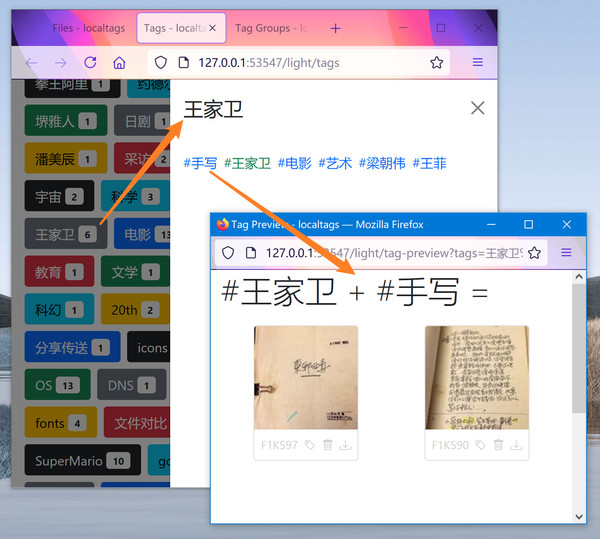 Files - localtags
Tags - localta
Tag Groups - lo
127.0.0.1:53547/light/tags
拳王阿里 1
约德尔
堺雅人 1
日剧 1
潘美辰 1
采访 2
宇宙 2
科学 3
王家卫 6
电影 13
教育 1
文学 1
科幻 1
20th 2
分享传送 1
icons
OS 13
DNS 1
fonts 4
文件对比
SuperMario 10
go
王家卫
#手写 #王家卫 #电影 #艺术 #梁朝伟 #王菲
Tag Preview - localtags — Mozilla Firefox
127.0.0.1:53547/light/tag-preview?tags=王家卫%
#王家卫 + #手写 =
F1K597
F1K590